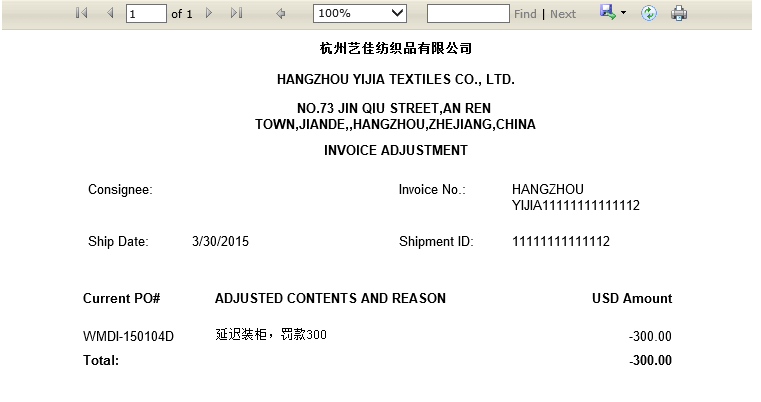 1 of 1 100% Find | Next
杭州艺佳纺织品有限公司
HANGZHOU YIJIA TEXTILES CO., LTD.
NO.73 JIN QIU STREET,AN REN
TOWN,JIANDE,,HANGZHOU,ZHEJIANG,CHINA
INVOICE ADJUSTMENT
Consignee: Invoice No.: HANGZHOU
YIJIA11111111111112
Ship Date: 3/30/2015 Shipment ID: 11111111111112
Current PO# ADJUSTED CONTENTS AND REASON USD Amount
WMDI-150104D 延迟装柜，罚款300 -300.00
Total: -300.00